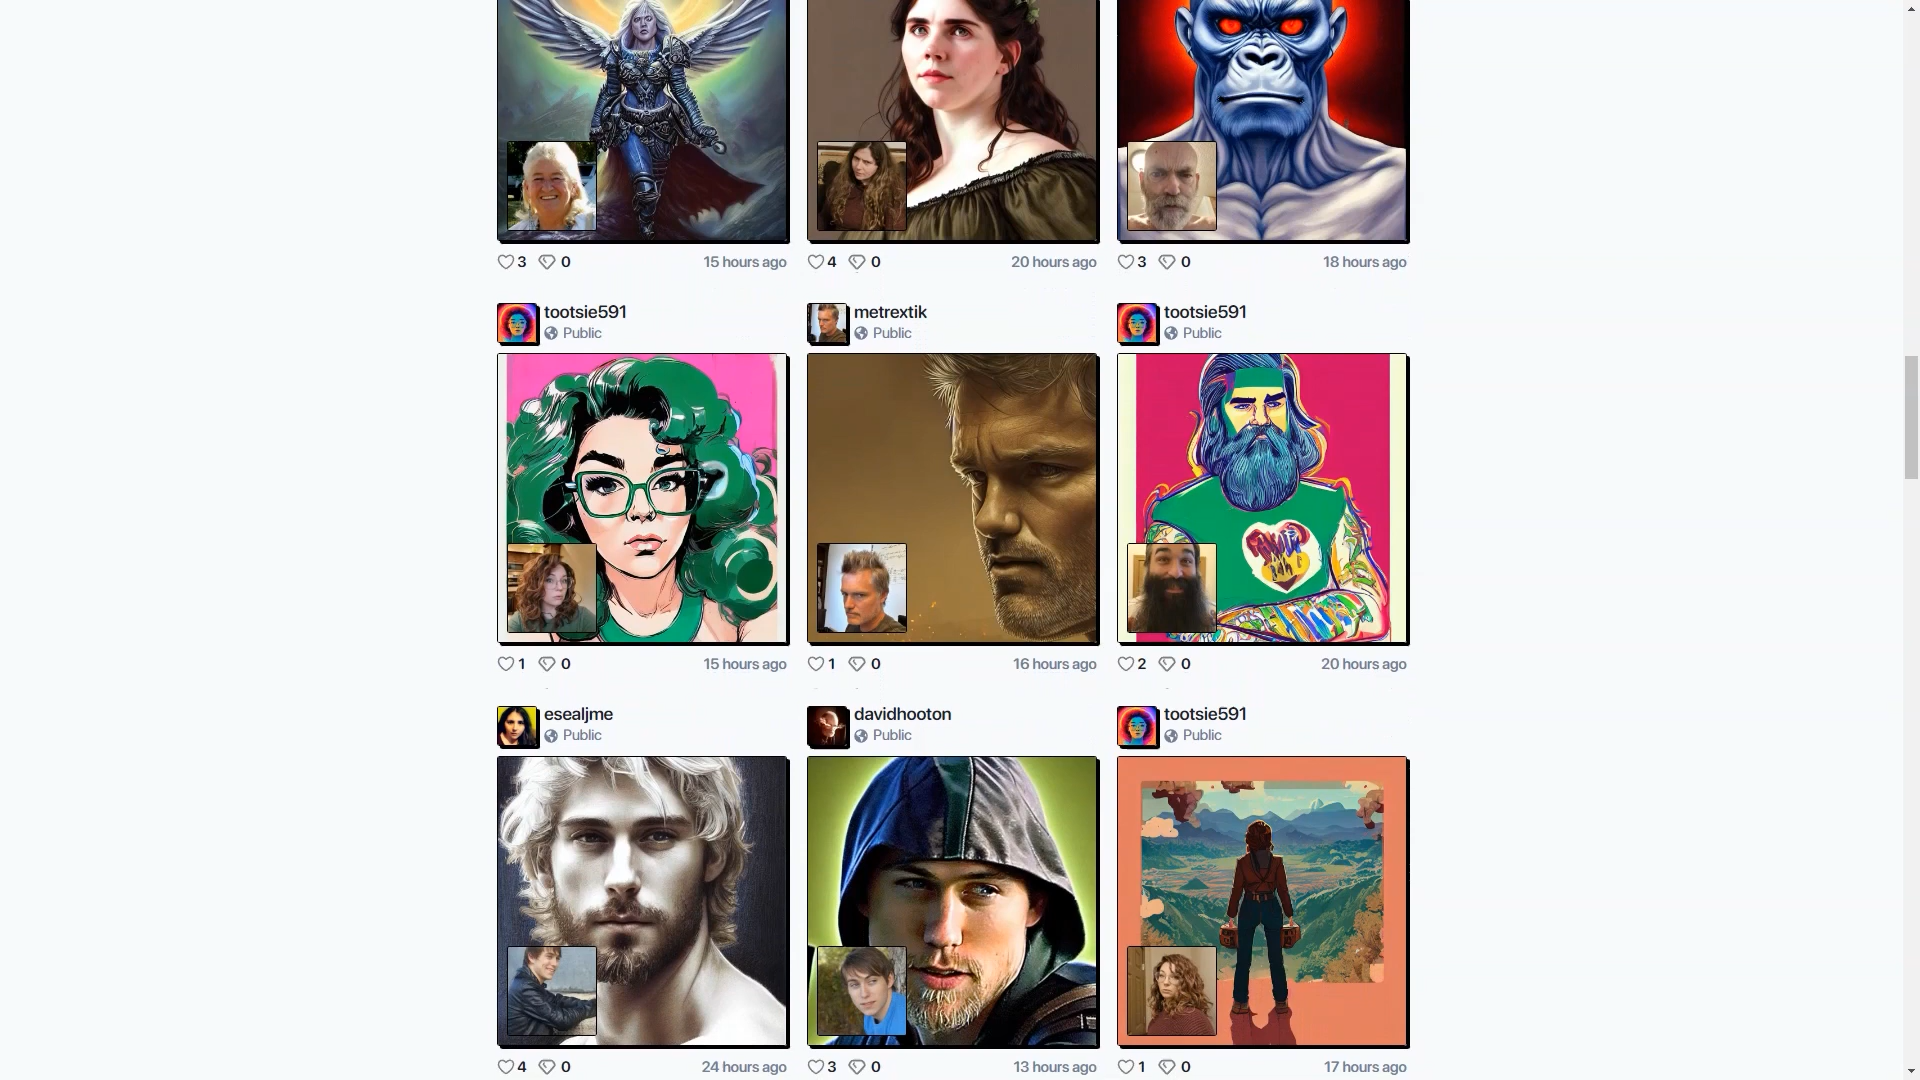 3 0 15 hours ago
4 0 20 hours ago
3 0 18 hours ago
tootsie591
Public
metrextik
Public
tootsie591
Public
1 0 15 hours ago
1 0 16 hours ago
2 0 20 hours ago
esealjme
Public
davidhooton
Public
tootsie591
Public
4 0 24 hours ago
3 0 13 hours ago
1 0 17 hours ago